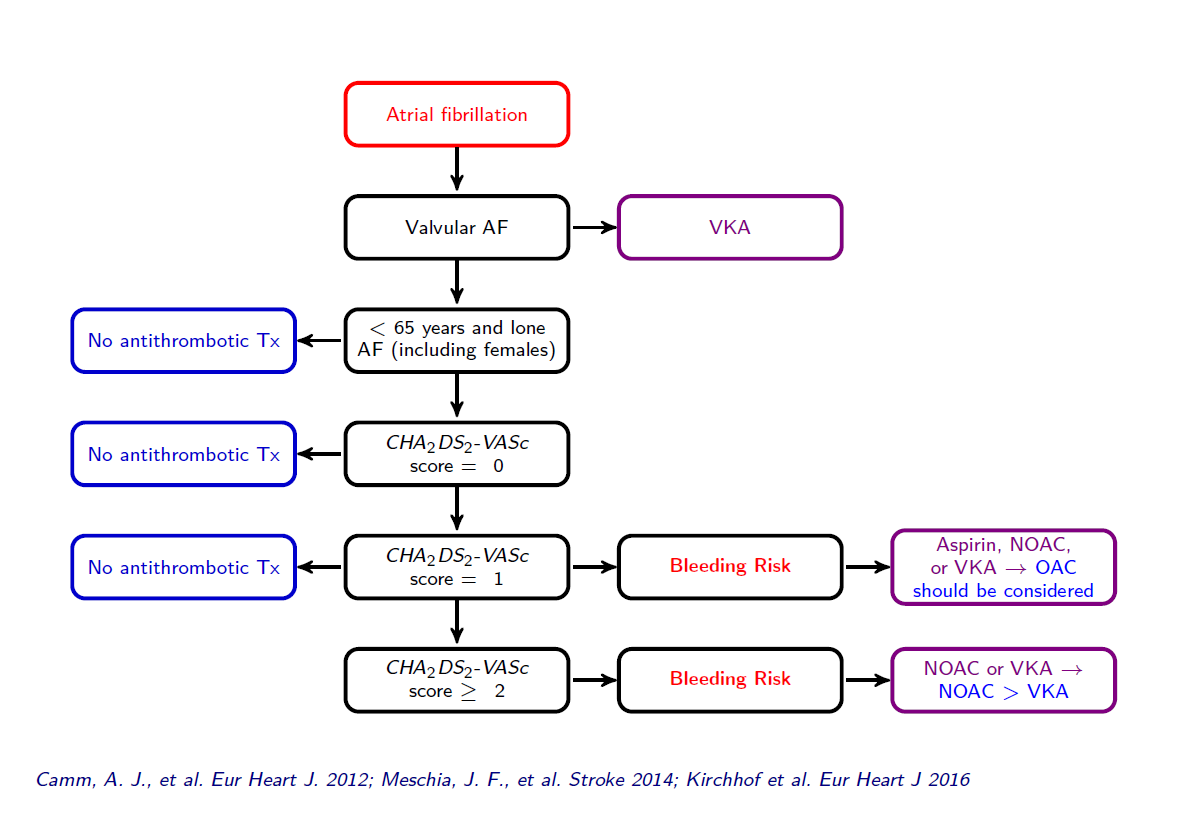 Atrial fibrillation
Valvular AF
VKA
No antithrombotic Tx
< 65 years and lone
AF (including females)
No antithrombotic Tx
CHA₂DS₂-VASc
score = 0
No antithrombotic Tx
CHA₂DS₂-VASc
score = 1
Bleeding Risk
Aspirin, NOAC,
or VKA → OAC
should be considered
CHA₂DS₂-VASc
score ≥ 2
Bleeding Risk
NOAC or VKA →
NOAC > VKA
Camm, A. J., et al. Eur Heart J. 2012; Meschia, J. F., et al. Stroke 2014; Kirchhof et al. Eur Heart J 2016